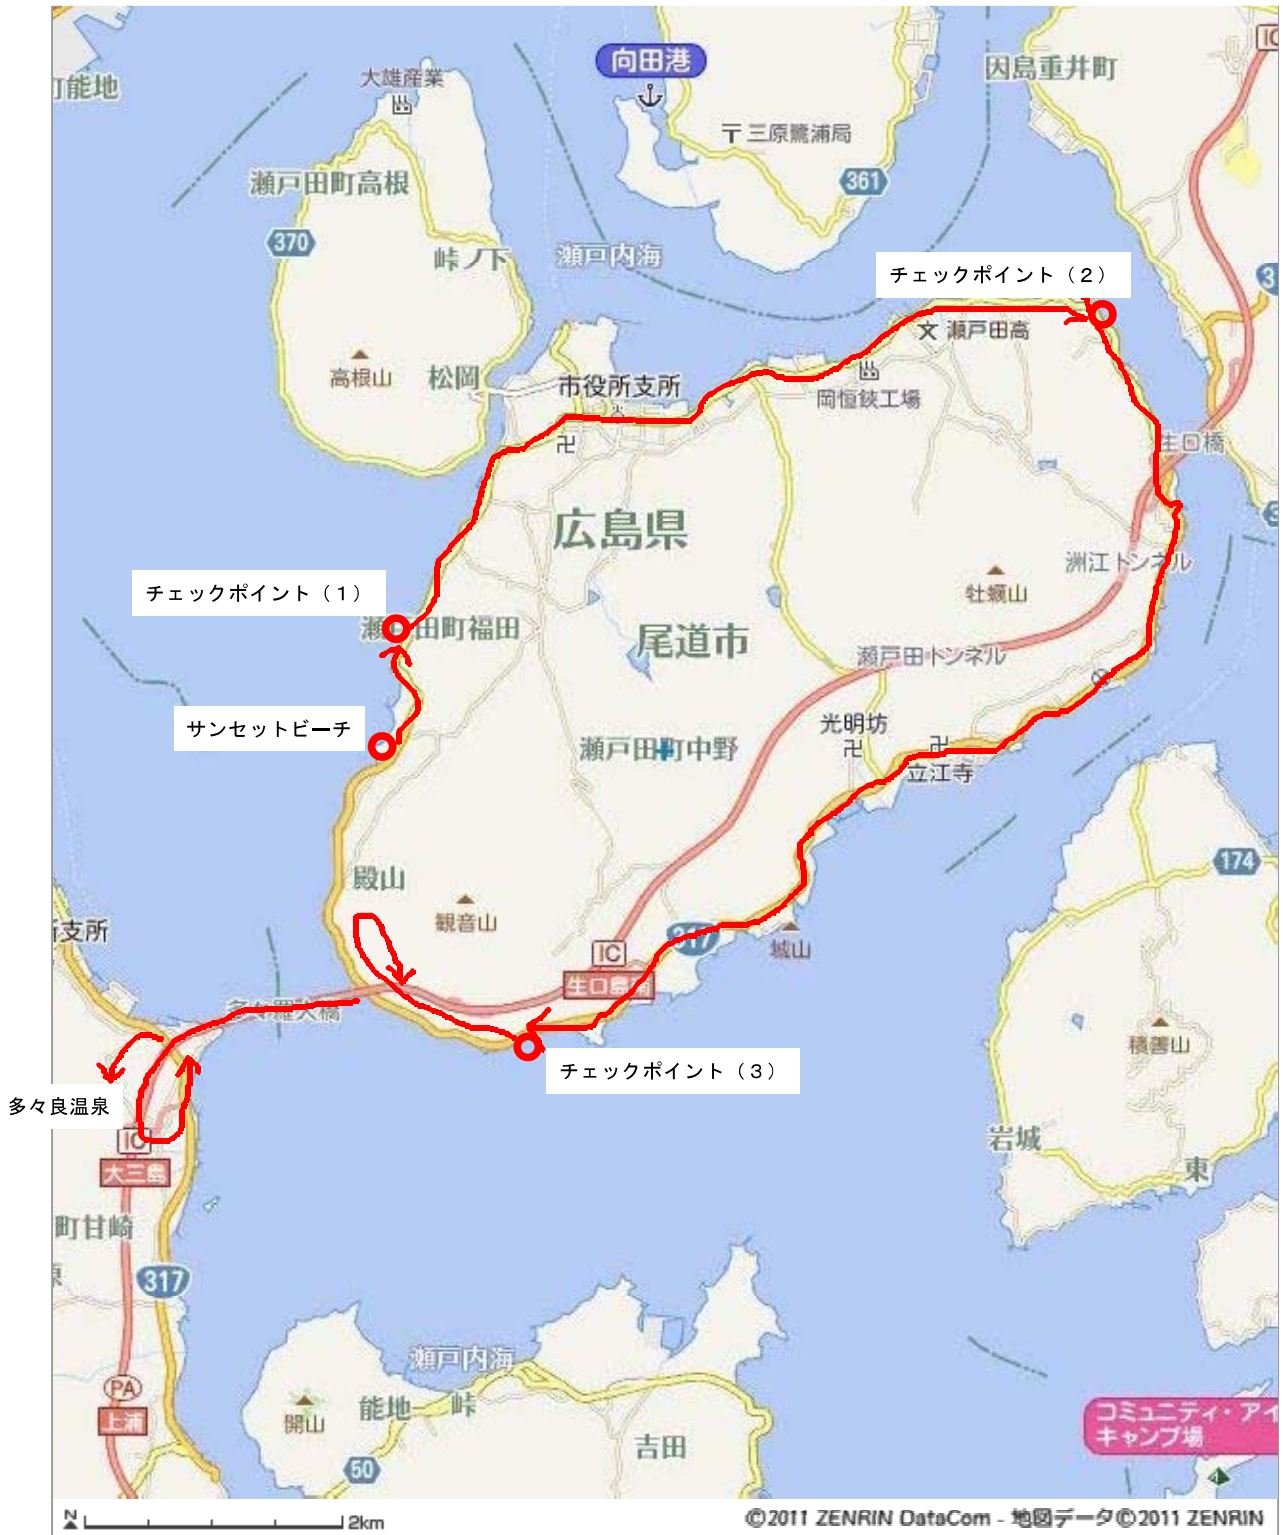 向田港
IC
因島重井町
町能地
大雄産業
三原鷺浦局
瀬戸田町高根
361
370
峠ノ下
瀬戸内海
チェックポイント（２）
瀬戸田高
高根山
松岡
市役所支所
岡恒鋏工場
生口橋
広島県
洲江トンネル
チェックポイント（１）
牡蠣山
瀬戸田町福田
尾道市
瀬戸田トンネル
サンセットビーチ
光明坊
瀬戸田町中野
立江寺
174
殿山
観音山
支所
317
城山
IC
生口島南
多々羅大橋
積善山
チェックポイント（３）
多々良温泉
IC
岩城
大三島
東
町甘崎
317
瀬戸内海
PA
上浦
能地
峠
開山
コミュニティ・アイ
キャンプ場
吉田
50
N
2km
©2011 ZENRIN DataCom - 地図データ©2011 ZENRIN